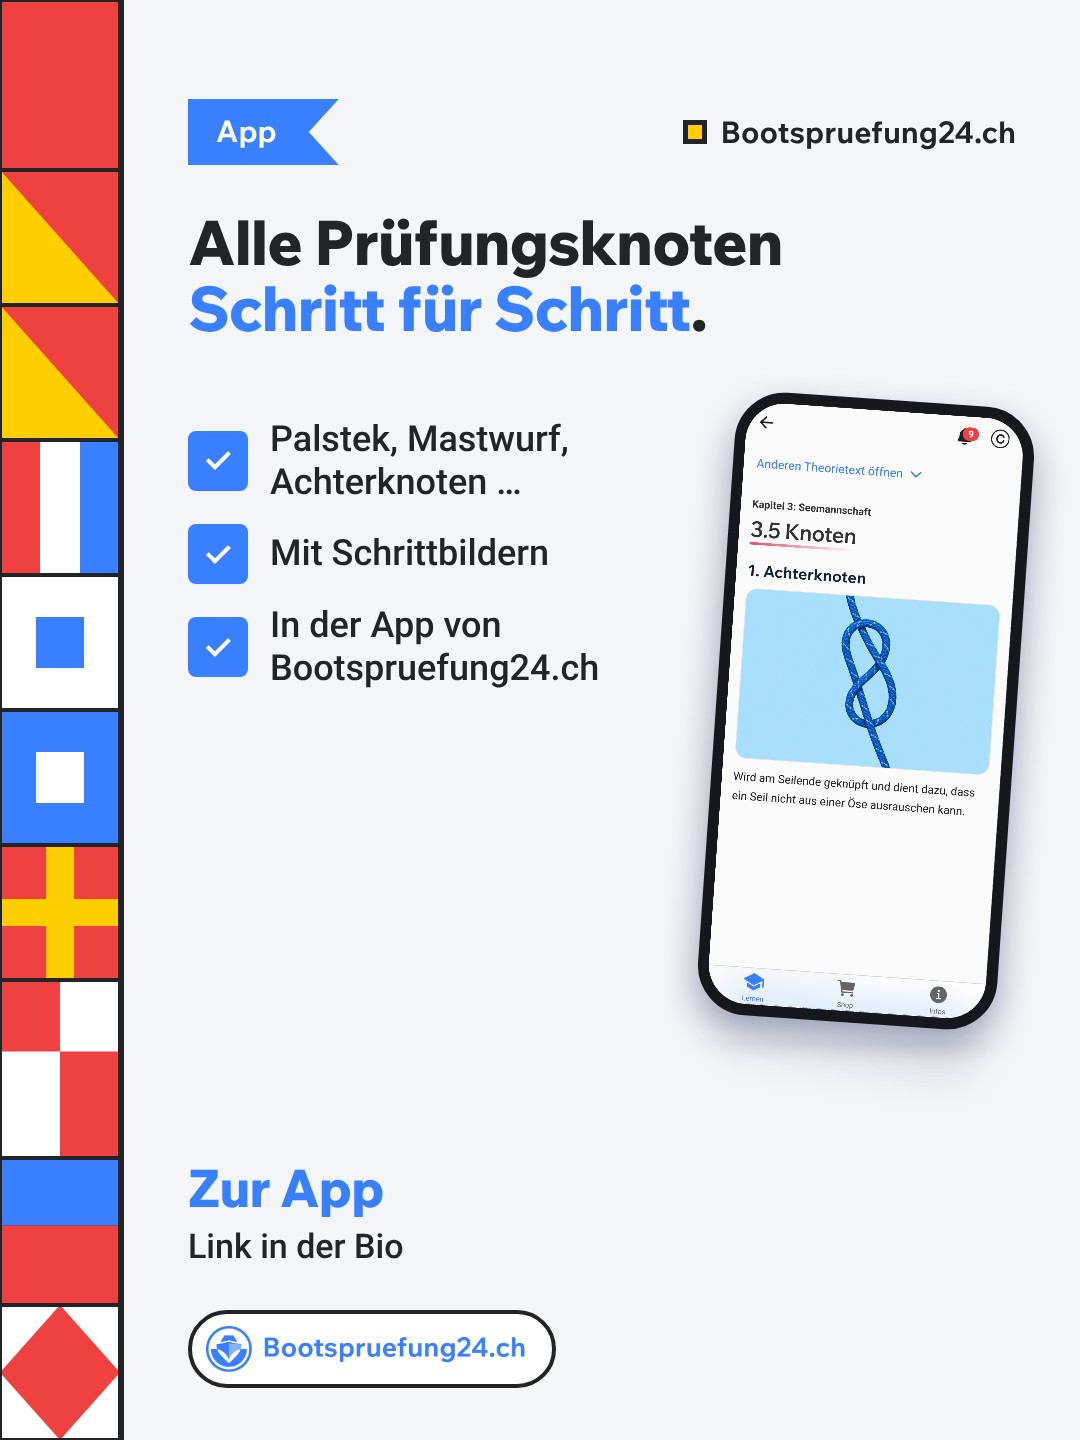 App
Bootspruefung24.ch
Alle Prüfungsknoten
Schritt für Schritt.
Palstek, Mastwurf,
Achterknoten ...
Mit Schrittbildern
In der App von
Bootspruefung24.ch
9
Anderen Theorietext öffnen
Kapitel 3: Seemannschaft
3.5 Knoten
1. Achterknoten
Wird am Seilende geknüpft und dient dazu, dass
ein Seil nicht aus einer Öse ausrauschen kann.
Lernen
Shop
Infos
Zur App
Link in der Bio
Bootspruefung24.ch